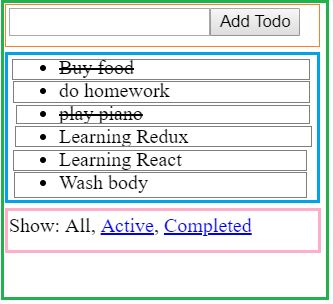 Add Todo
Buy food
do homework
play piano
Learning Redux
Learning React
Wash body
Show: All, Active, Completed